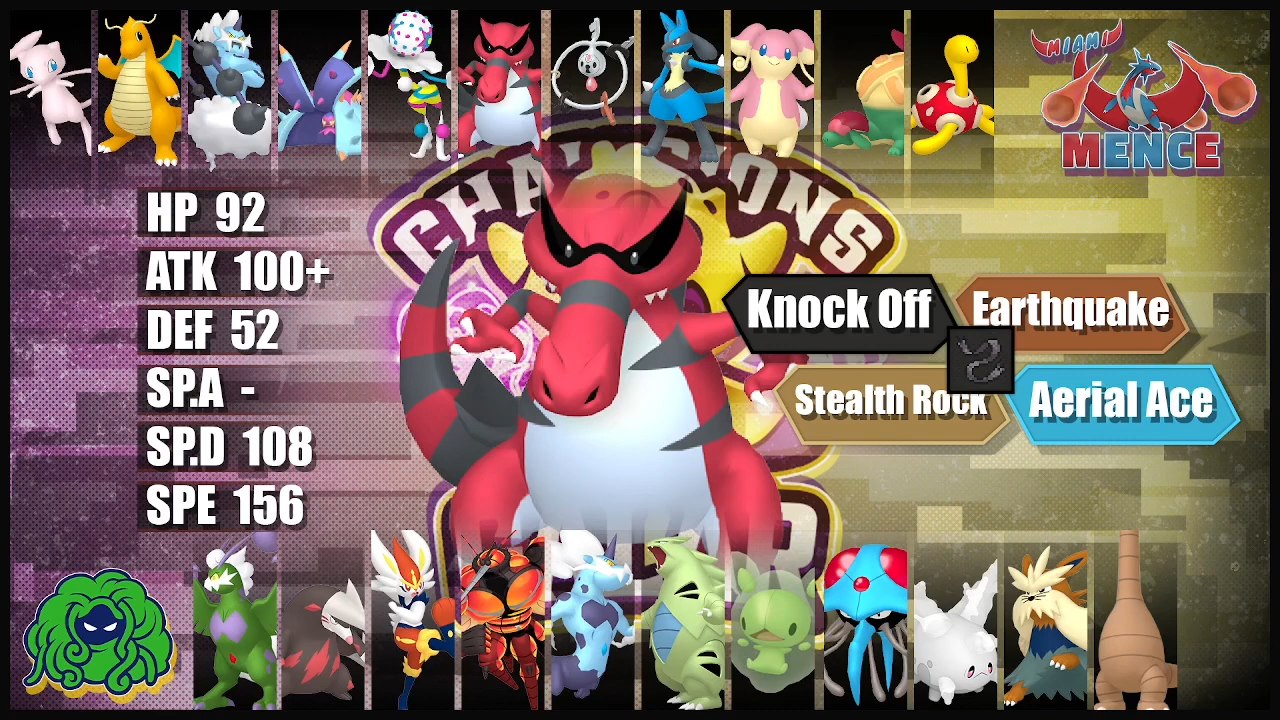 MIAMI
MENCE
CHAMPIONS
HP 92
ATK 100+
DEF 52
SP.A -
SP.D 108
SPE 156
Knock Off
Earthquake
Stealth Rock
Aerial Ace